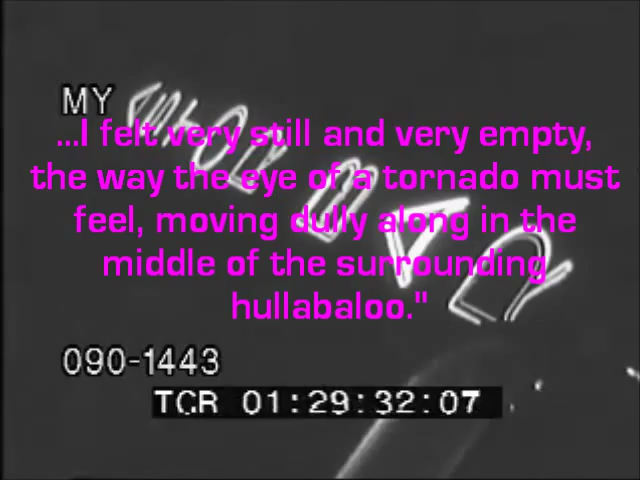 MY
...I felt very still and very empty,
the way the eye of a tornado must
feel, moving dully along in the
middle of the surrounding
hullabaloo."
090-1443
TCR 01:29:32:07